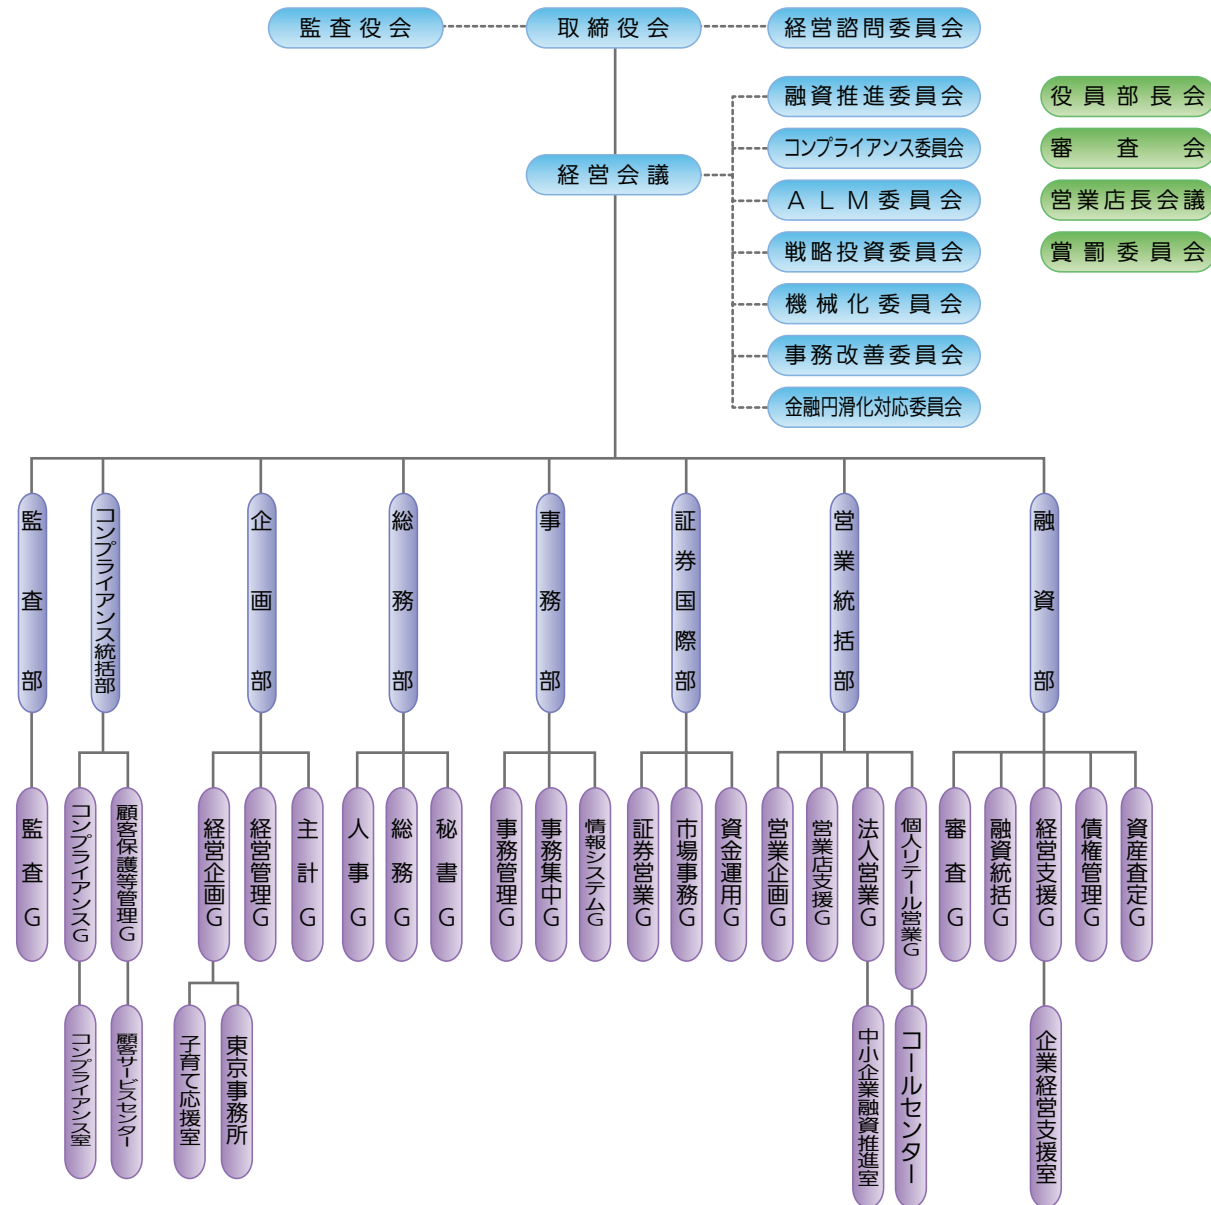 監査役会
取締役会
経営諮問委員会
融資推進委員会
役員部長会
コンプライアンス委員会
審査会
経営会議
ALM委員会
営業店長会議
戦略投資委員会
賞罰委員会
機械化委員会
事務改善委員会
金融円滑化対応委員会
監査部
コンプライアンス統括部
企画部
総務部
事務部
証券国際部
営業統括部
融資部
監査G
コンプライアンスG
顧客保護等管理G
経営企画G
経営管理G
主計G
人事G
総務G
秘書G
事務管理G
事務集中G
情報システムG
証券営業G
市場事務G
資金運用G
営業企画G
営業店支援G
法人営業G
個人リテール営業G
審査G
融資統括G
経営支援G
債権管理G
資産査定G
コンプライアンス室
顧客サービスセンター
子育て応援室
東京事務所
中小企業融資推進室
コールセンター
企業経営支援室